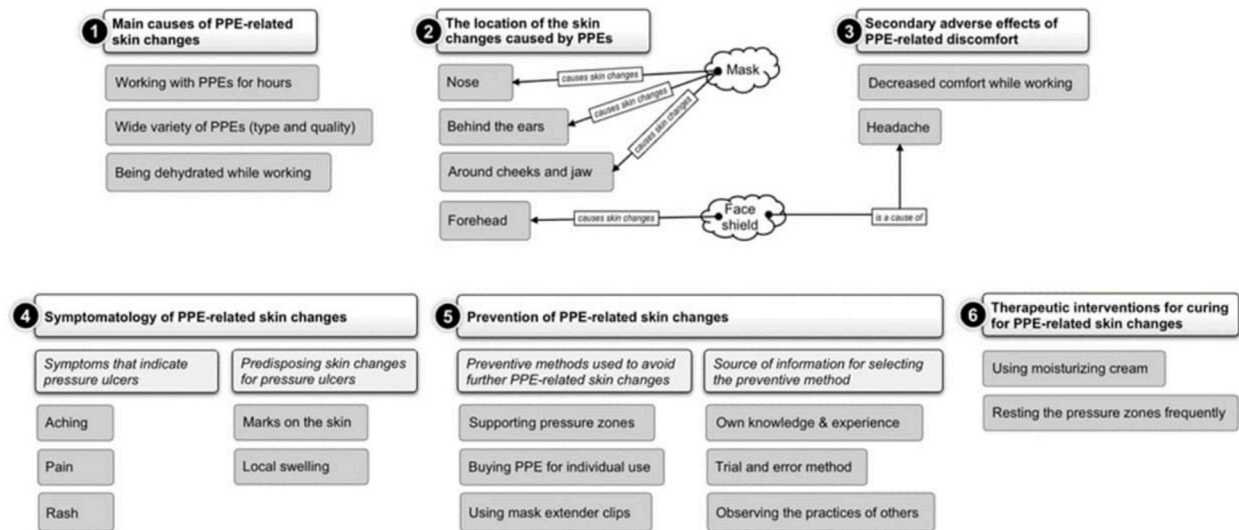 1
Main causes of PPE-related
skin changes
Working with PPEs for hours
Wide variety of PPEs (type and quality)
Being dehydrated while working
2
The location of the skin
changes caused by PPEs
Nose
Behind the ears
Around cheeks and jaw
Forehead
causes skin changes
causes skin changes
causes skin changes
Mask
causes skin changes
Face
shield
is a cause of
3
Secondary adverse effects of
PPE-related discomfort
Decreased comfort while working
Headache
4
Symptomatology of PPE-related skin changes
Symptoms that indicate
pressure ulcers
Aching
Pain
Rash
Predisposing skin changes
for pressure ulcers
Marks on the skin
Local swelling
5
Prevention of PPE-related skin changes
Preventive methods used to avoid
further PPE-related skin changes
Supporting pressure zones
Buying PPE for individual use
Using mask extender clips
Source of information for selecting
the preventive method
Own knowledge & experience
Trial and error method
Observing the practices of others
6
Therapeutic interventions for curing
for PPE-related skin changes
Using moisturizing cream
Resting the pressure zones frequently